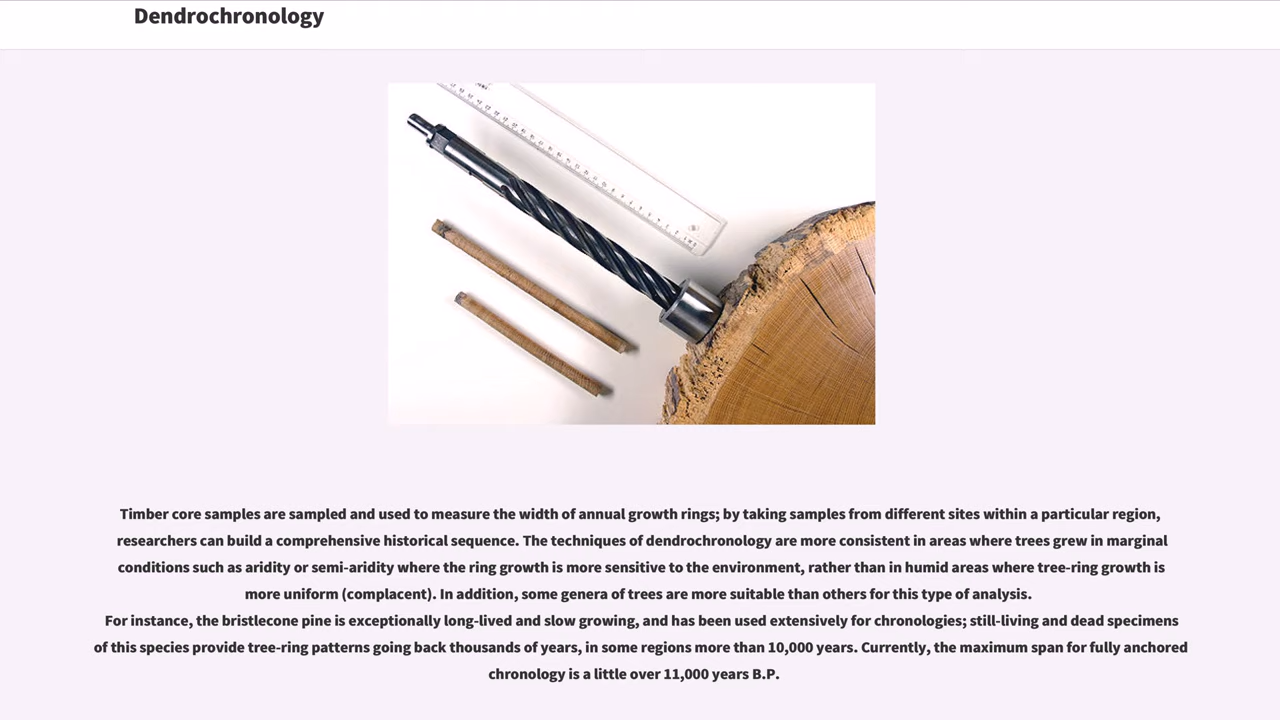 Dendrochronology
Timber core samples are sampled and used to measure the width of annual growth rings; by taking samples from different sites within a particular region,
researchers can build a comprehensive historical sequence. The techniques of dendrochronology are more consistent in areas where trees grew in marginal
conditions such as aridity or semi-aridity where the ring growth is more sensitive to the environment, rather than in humid areas where tree-ring growth is
more uniform (complacent). In addition, some genera of trees are more suitable than others for this type of analysis.
For instance, the bristlecone pine is exceptionally long-lived and slow growing, and has been used extensively for chronologies; still-living and dead specimens
of this species provide tree-ring patterns going back thousands of years, in some regions more than 10,000 years. Currently, the maximum span for fully anchored
chronology is a little over 11,000 years B.P.